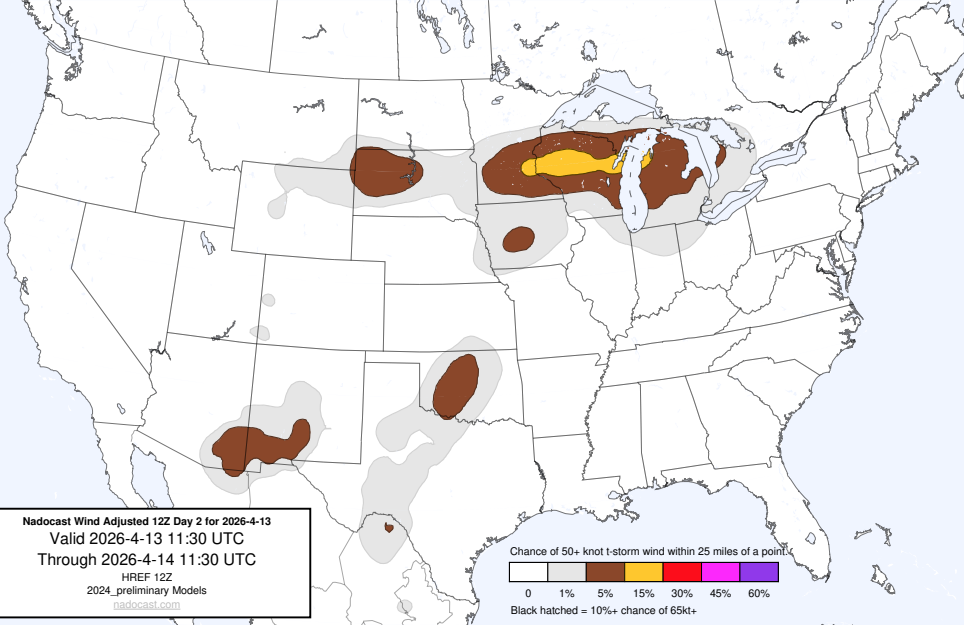 Nadocast Wind Adjusted 12Z Day 2 for 2026-4-13
Valid 2026-4-13 11:30 UTC
Through 2026-4-14 11:30 UTC
HREF 12Z
2024_preliminary Models
nadocast.com
Chance of 50+ knot t-storm wind within 25 miles of a point.
0 1% 5% 15% 30% 45% 60%
Black hatched = 10%+ chance of 65kt+